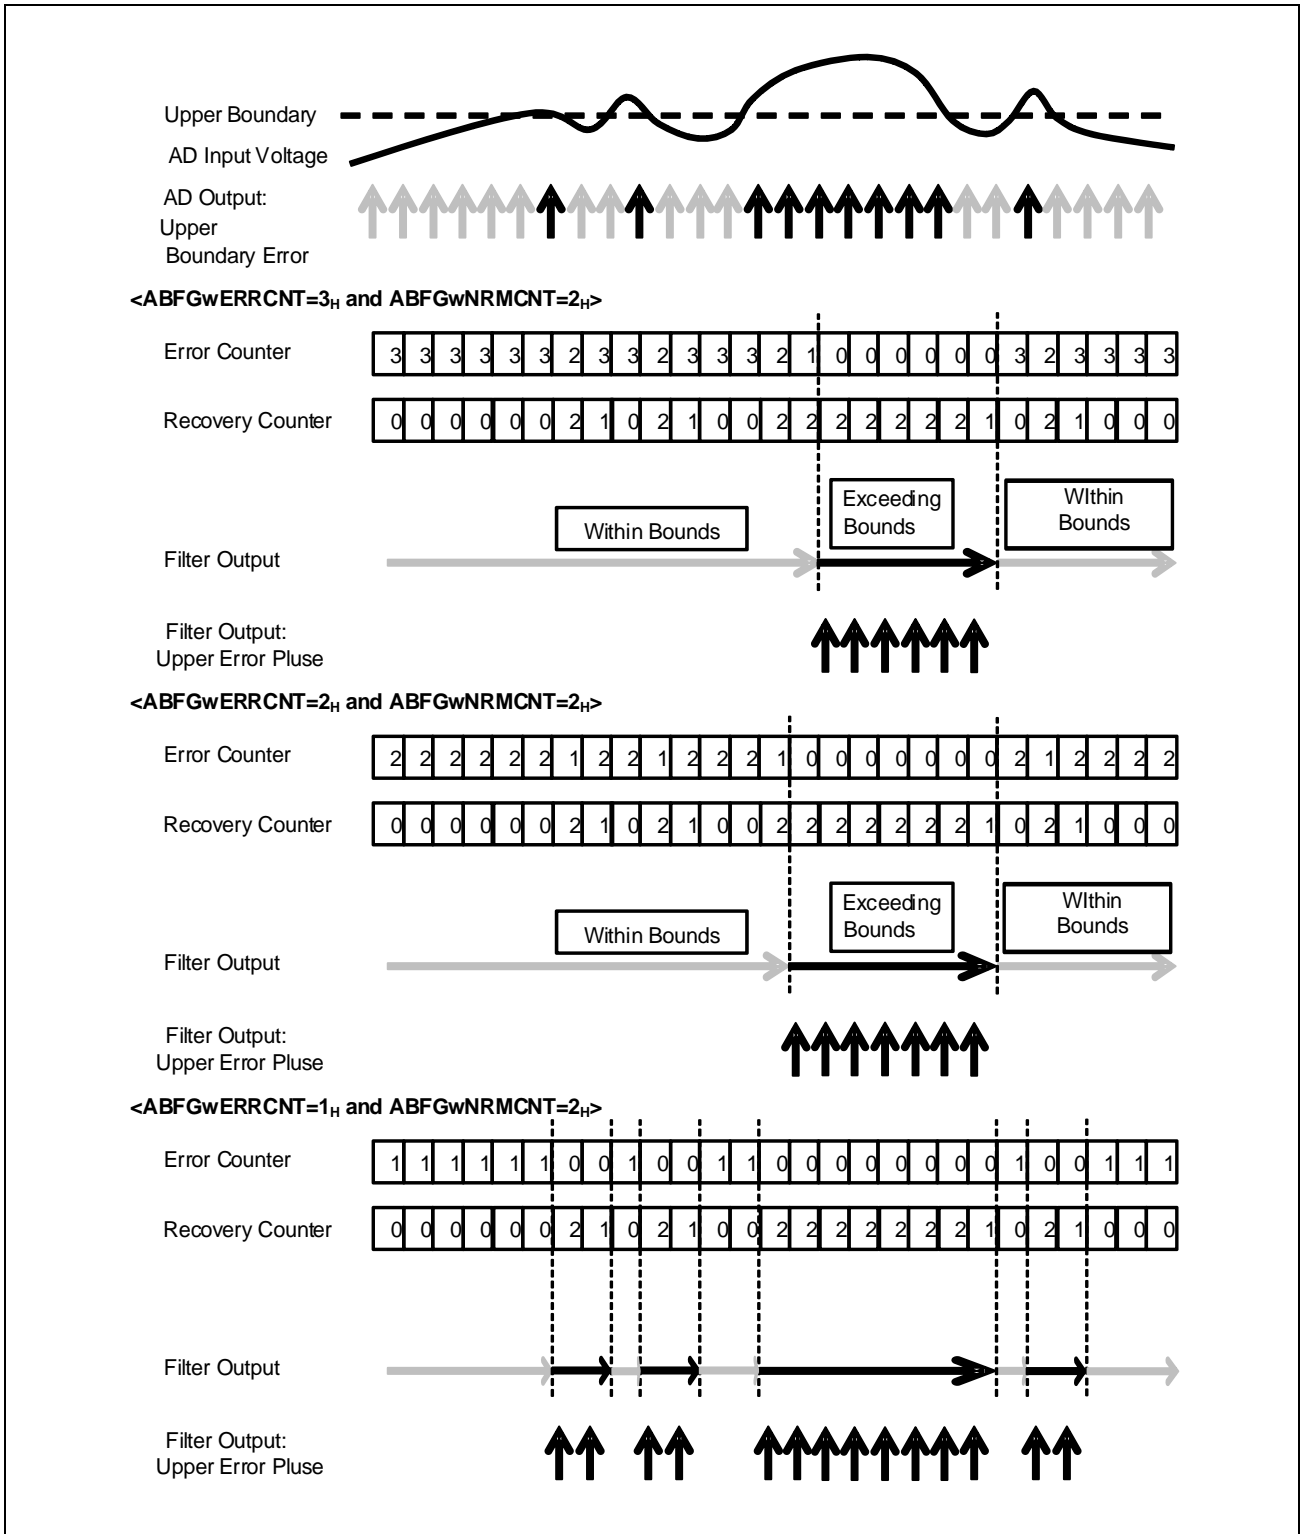 Upper Boundary
AD Input Voltage
AD Output:
Upper
Boundary Error
<ABFGwERRCNT=3H and ABFGwNRMCNT=2H>
Error Counter 3 3 3 3 3 3 2 3 3 2 3 3 3 2 1 0 0 0 0 0 0 3 2 3 3 3 3
Recovery Counter 0 0 0 0 0 0 2 1 0 2 1 0 0 2 2 2 2 2 2 2 1 0 2 1 0 0 0
Within Bounds
Exceeding
Bounds
WIthin
Bounds
Filter Output
Filter Output:
Upper Error Pluse
<ABFGwERRCNT=2H and ABFGwNRMCNT=2H>
Error Counter 2 2 2 2 2 2 1 2 2 1 2 2 2 1 0 0 0 0 0 0 0 2 1 2 2 2 2
Recovery Counter 0 0 0 0 0 0 2 1 0 2 1 0 0 2 2 2 2 2 2 2 1 0 2 1 0 0 0
Within Bounds
Exceeding
Bounds
WIthin
Bounds
Filter Output
Filter Output:
Upper Error Pluse
<ABFGwERRCNT=1H and ABFGwNRMCNT=2H>
Error Counter 1 1 1 1 1 1 0 0 1 0 0 1 1 0 0 0 0 0 0 0 0 1 0 0 1 1 1
Recovery Counter 0 0 0 0 0 0 2 1 0 2 1 0 0 2 2 2 2 2 2 2 1 0 2 1 0 0 0
Filter Output
Filter Output:
Upper Error Pluse